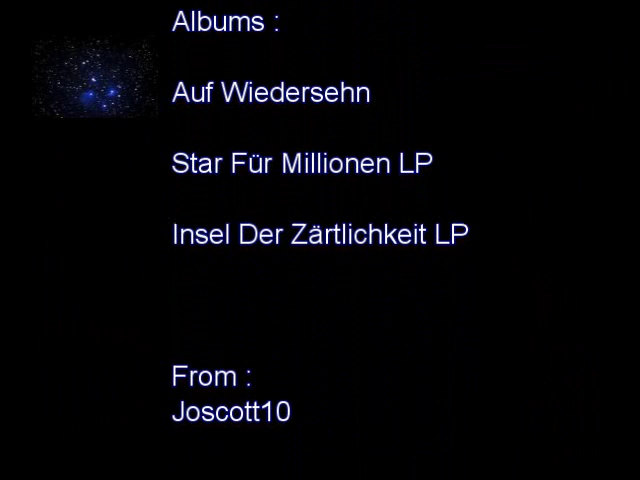 Albums :
Auf Wiedersehn
Star Für Millionen LP
Insel Der Zärtlichkeit LP
From :
Joscott10